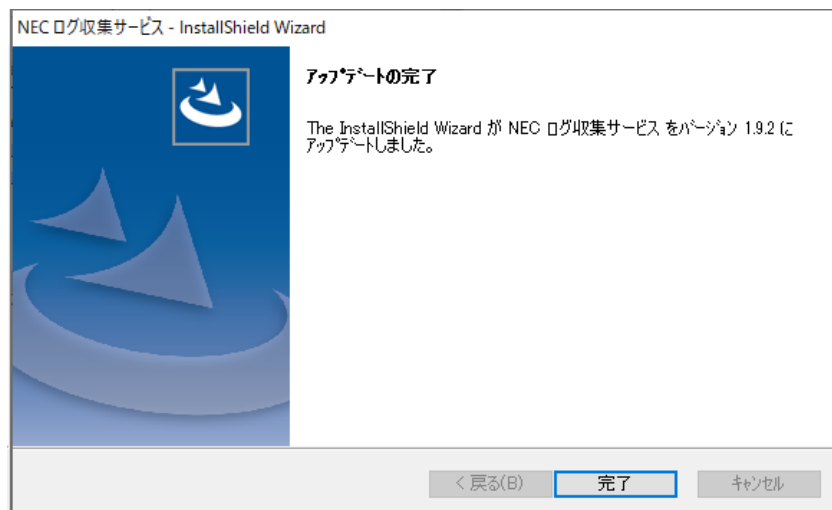 NEC ログ収集サービス - InstallShield Wizard
ｱｯﾌﾟﾃﾞｰﾄの完了
The InstallShield Wizard が NEC ログ収集サービス をﾊﾞｰｼﾞｮﾝ 1.9.2 に
ｱｯﾌﾟﾃﾞｰﾄしました。
< 戻る(B)
完了
ｷｬﾝｾﾙ